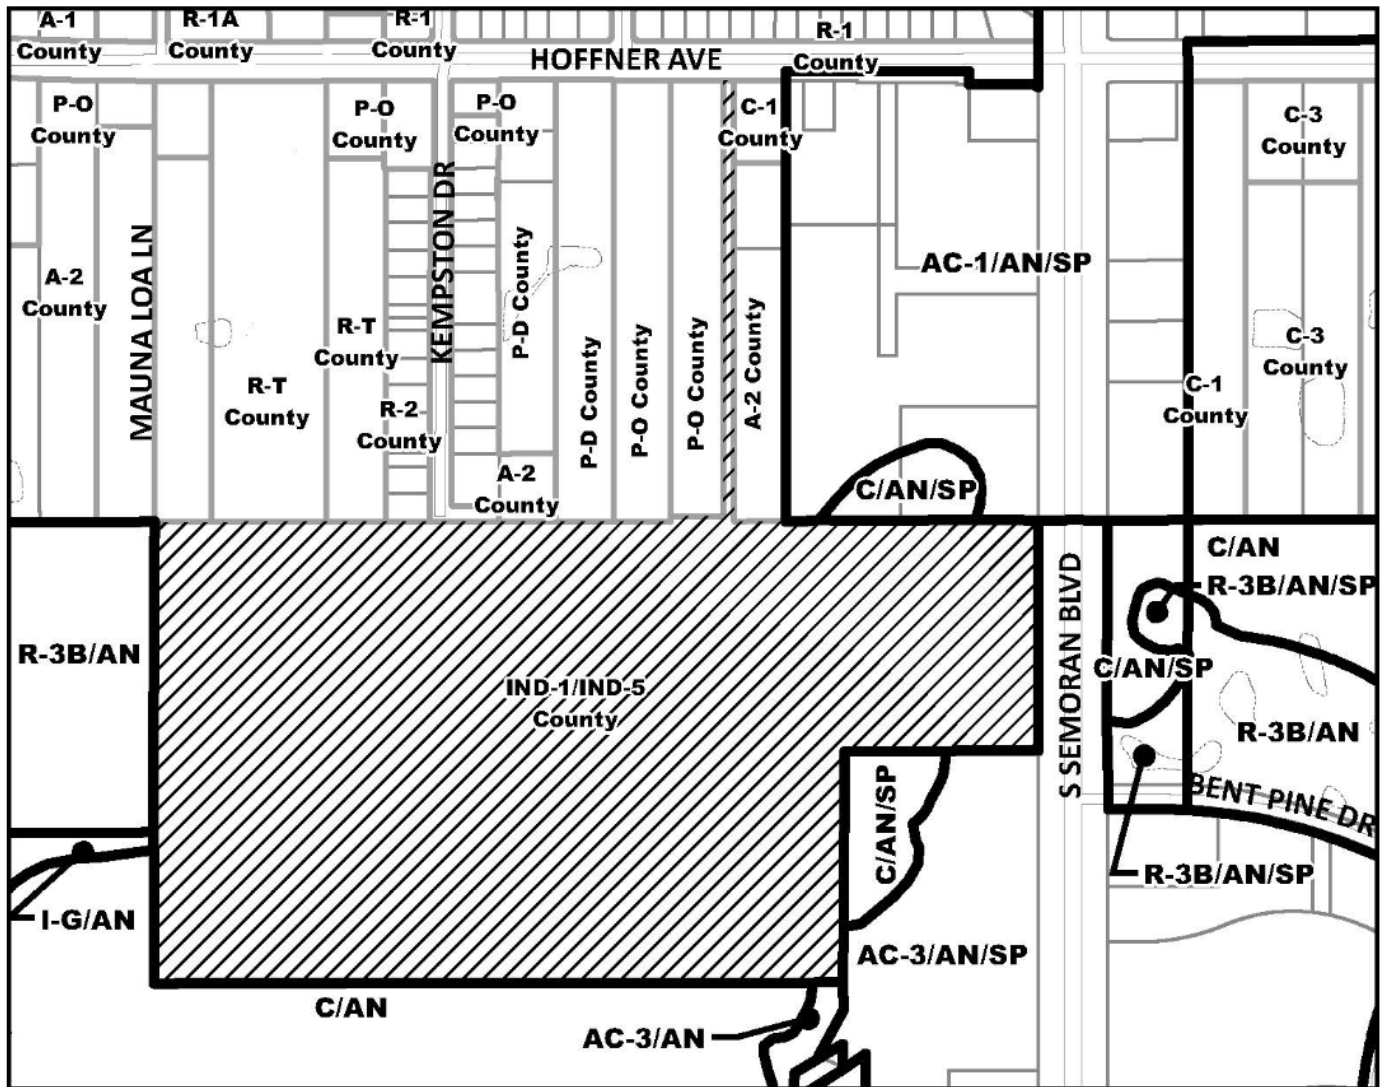 A-1
County
R-1A
County
R-1
County
HOFFNER AVE
R-1
County
P-O
County
P-O
County
P-O
County
C-1
County
C-3
County
A-2
County
MAUNA LOA LN
R-T
County
R-T
County
R-2
County
KEMPSTON DR
P-D County
A-2
County
P-D County
P-O County
P-O County
A-2 County
AC-1/AN/SP
C/AN/SP
C-1
County
C-3
County
R-3B/AN
IND-1/IND-5
County
S SEMORAN BLVD
C/AN
R-3B/AN/SP
C/AN/SP
R-3B/AN
BENT PINE DR
R-3B/AN/SP
C/AN/SP
I-G/AN
AC-3/AN/SP
C/AN
AC-3/AN